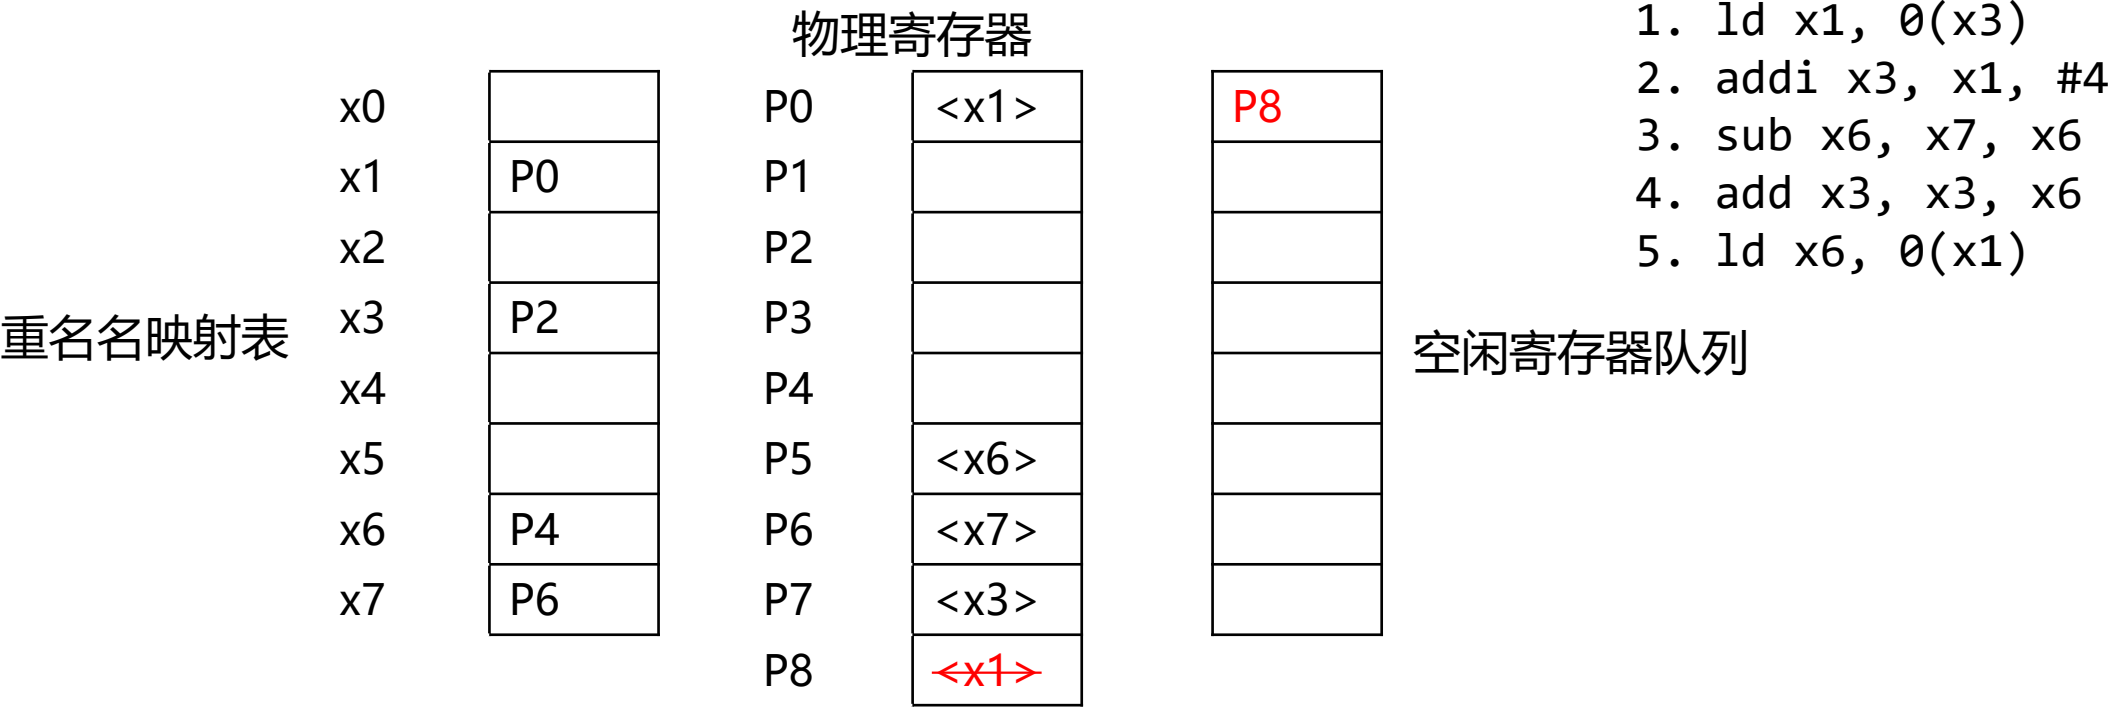 物理寄存器
1. ld x1, 0(x3)
2. addi x3, x1, #4
3. sub x6, x7, x6
4. add x3, x3, x6
5. ld x6, 0(x1)
x0 P0 <x1> P8
x1 P0 P1
x2 P2
x3 P2 P3
x4 P4
x5 P5 <x6>
x6 P4 P6 <x7>
x7 P6 P7 <x3>
P8 <x1>
重名名映射表
空闲寄存器队列